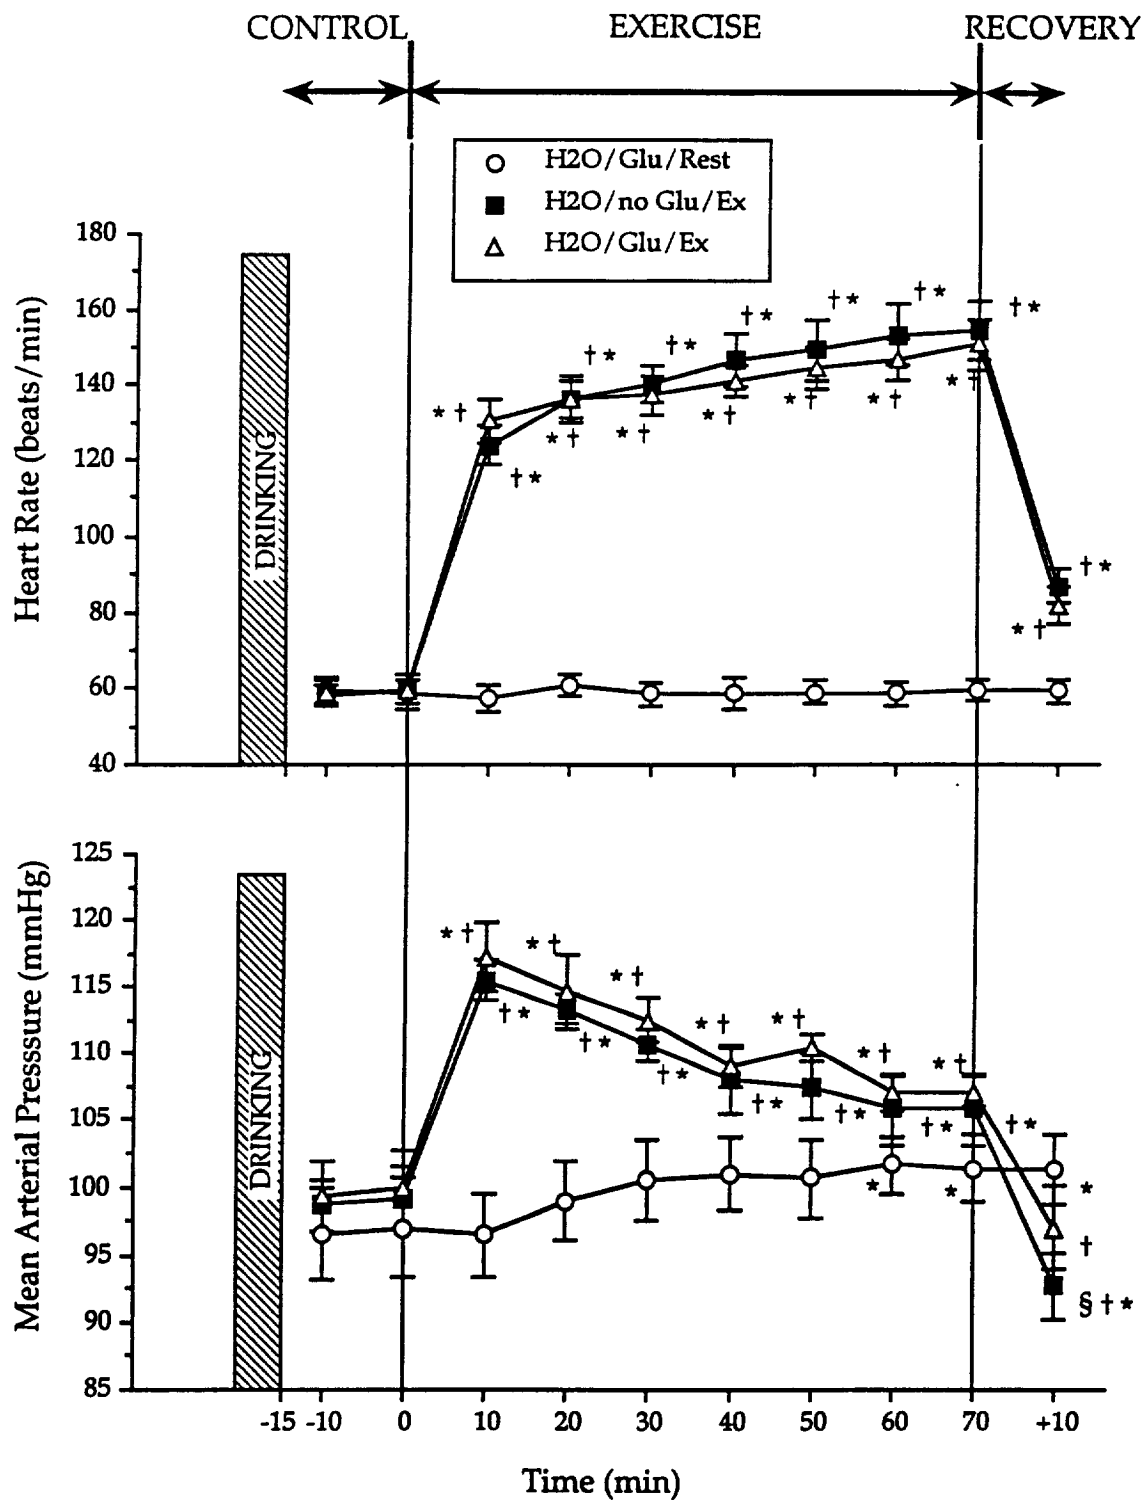 CONTROL EXERCISE RECOVERY
H2O/Glu/Rest
H2O/no Glu/Ex
H2O/Glu/Ex
Heart Rate (beats/min)
180
160
140
120
100
80
60
40
DRINKING
† * † * † * † * † * † *
* † * † * † * † * † * † * †
† *
† *
* †
Mean Arterial Presssure (mmHg)
125
120
115
110
105
100
95
90
85
DRINKING
* † * † * † * † * † * † * †
† * † * † * † * † * † * † *
* * *
†
§ † *
-15 -10 0 10 20 30 40 50 60 70 +10
Time (min)